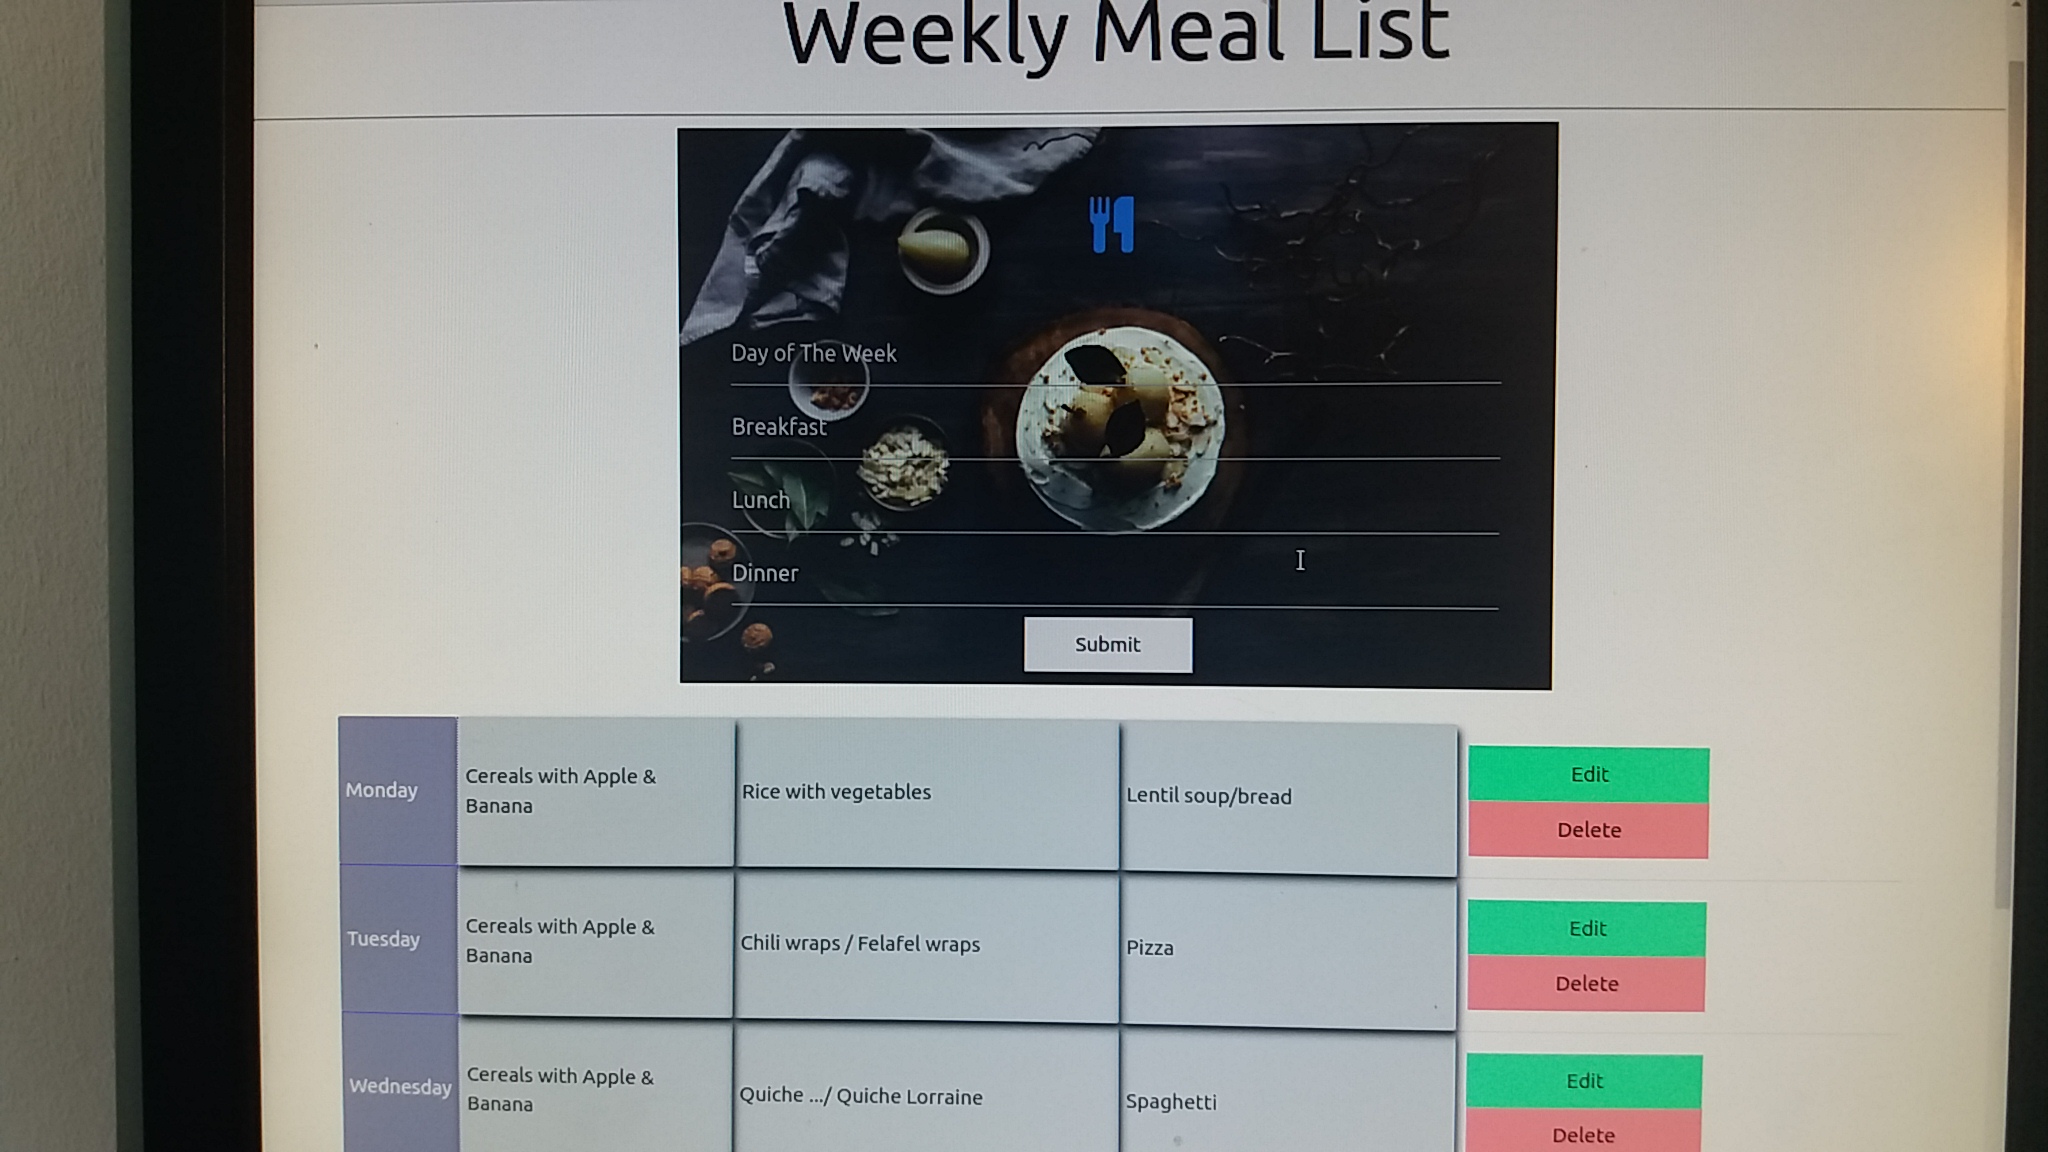 Weekly Meal List
Day of The Week
Breakfast
Lunch
Dinner
Submit
Monday
Cereals with Apple &
Banana
Rice with vegetables
Lentil soup/bread
Edit
Delete
Tuesday
Cereals with Apple &
Banana
Chili wraps / Felafel wraps
Pizza
Edit
Delete
Wednesday
Cereals with Apple &
Banana
Quiche .../ Quiche Lorraine
Spaghetti
Edit
Delete